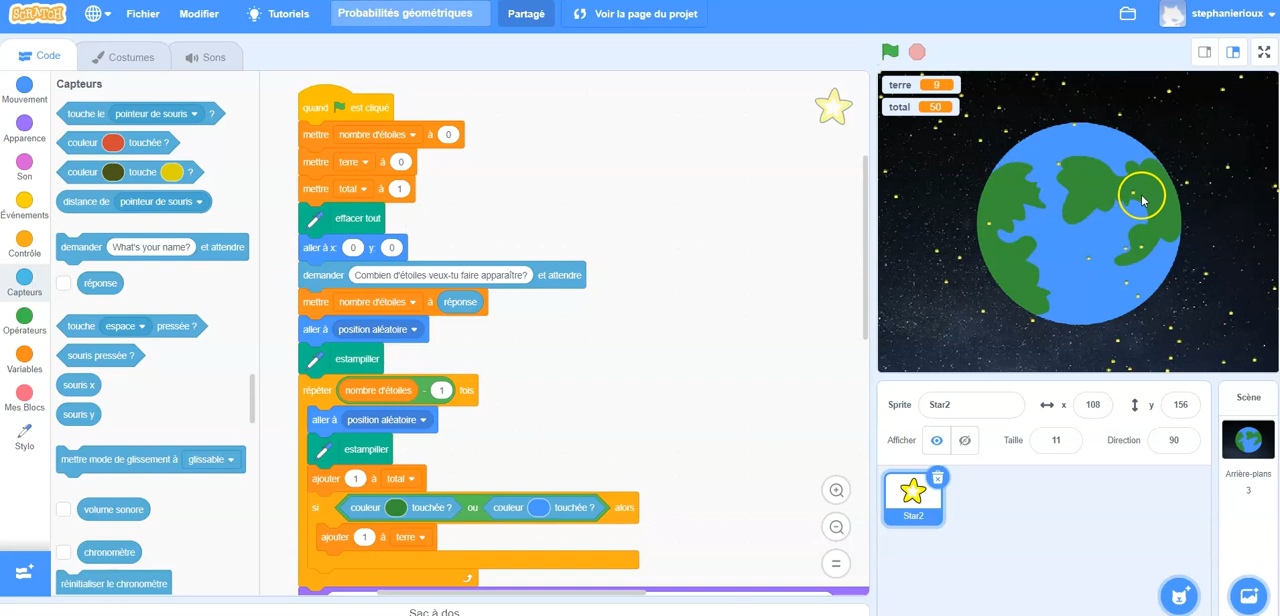 SCRATCH Fichier Modifier Tutoriels Probabilités géométriques Partagé Voir la page du projet stephanierioux
Code Costumes Sons
Mouvement
Apparence
Son
Événements
Contrôle
Capteurs
Opérateurs
Variables
Mes Blocs
Stylo
Capteurs
touche le pointeur de souris ?
couleur touchée ?
couleur touche ?
distance de pointeur de souris
demander What's your name? et attendre
réponse
touche espace pressée ?
souris pressée ?
souris x
souris y
mettre mode de glissement à glissable
volume sonore
chronomètre
réinitialiser le chronomètre
quand est cliqué
mettre nombre d'étoiles à 0
mettre terre à 0
mettre total à 1
effacer tout
aller à x: 0 y: 0
demander Combien d'étoiles veux-tu faire apparaître? et attendre
mettre nombre d'étoiles à réponse
aller à position aléatoire
estampiller
répéter nombre d'étoiles - 1 fois
aller à position aléatoire
estampiller
ajouter 1 à total
si couleur touchée ? ou couleur touchée ? alors
ajouter 1 à terre
Sac à dos
terre 9
total 50
Sprite Star2 x 108 y 156
Afficher Taille 11 Direction 90
Star2
Scène
Arrière-plans
3